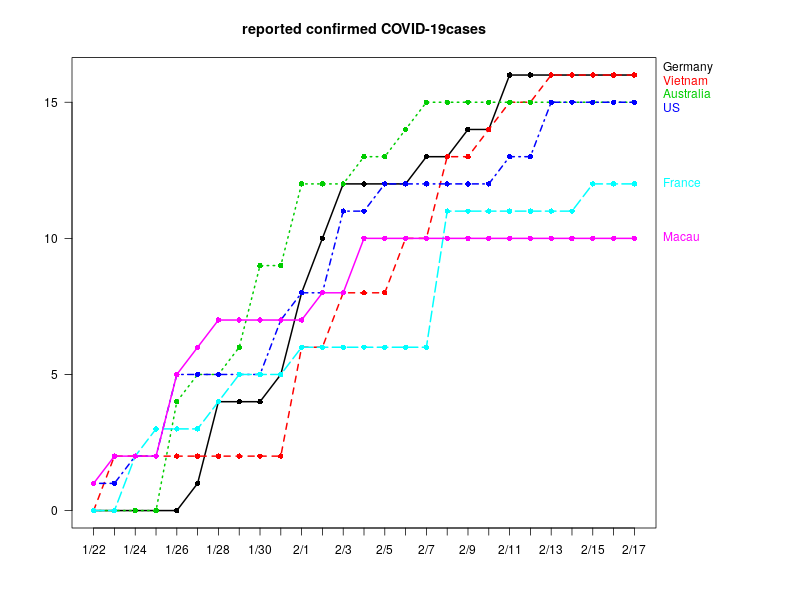 reported confirmed COVID-19cases
Germany
Vietnam
Australia
US
France
Macau
15
10
5
0
1/22 1/24 1/26 1/28 1/30 2/1 2/3 2/5 2/7 2/9 2/11 2/13 2/15 2/17